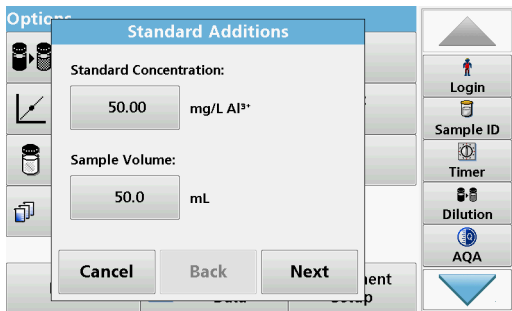 Options
Standard Additions
Standard Concentration:
50.00 mg/L Al³⁺
Sample Volume:
50.0 mL
Cancel Back Next
Login
Sample ID
Timer
Dilution
AQA